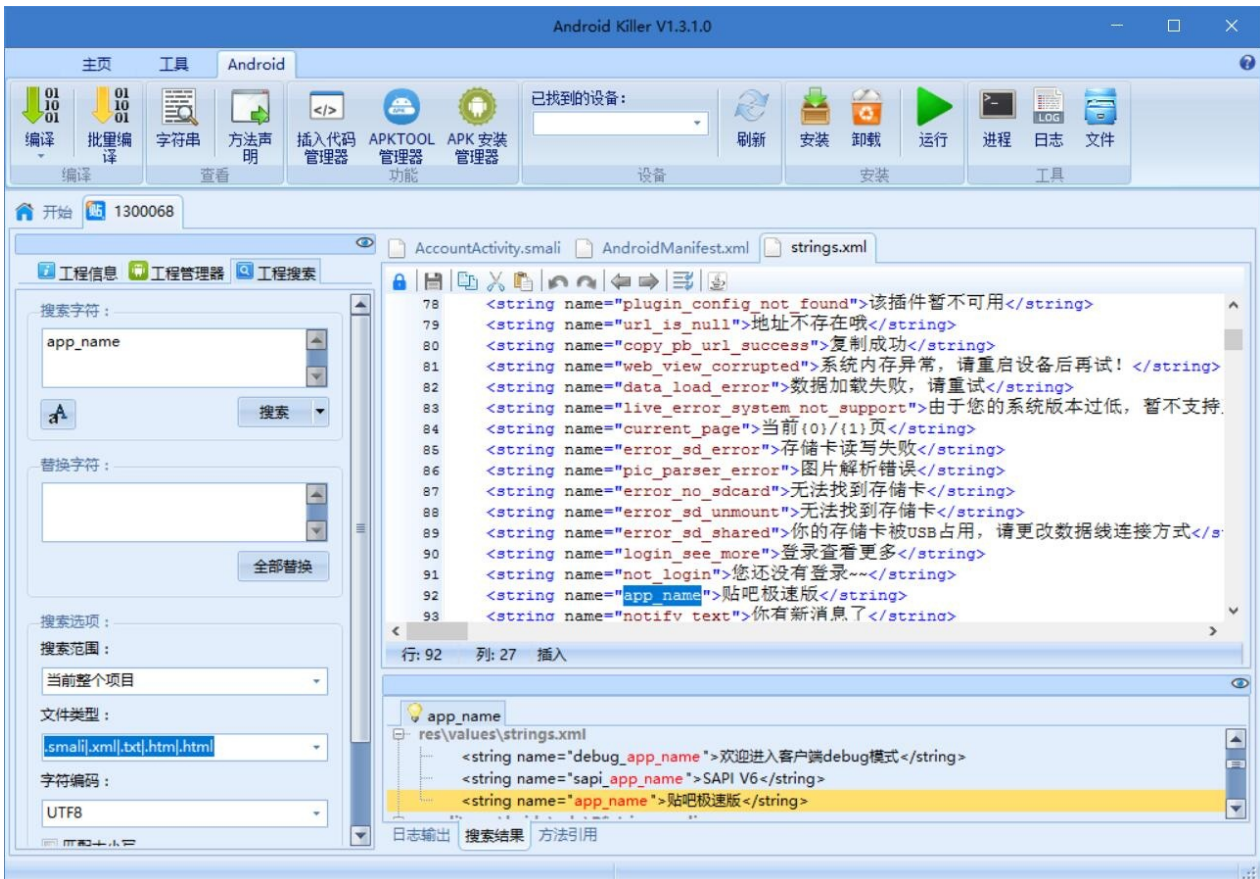 Android Killer V1.3.1.0
主页 工具 Android
编译 批量编译 字符串 方法声明 插入代码管理器 APKTOOL管理器 APK 安装管理器 已找到的设备： 刷新 安装 卸载 运行 进程 日志 文件
编译 查看 功能 设备 安装 工具
开始 1300068
工程信息 工程管理器 工程搜索
搜索字符：
app_name
搜索
替换字符：
全部替换
搜索选项：
搜索范围：
当前整个项目
文件类型：
.smali|.xml|.txt|.htm|.html
字符编码：
UTF8
匹配大小写
AccountActivity.smali AndroidManifest.xml strings.xml
78 <string name="plugin_config_not_found">该插件暂不可用</string>
79 <string name="url_is_null">地址不存在哦</string>
80 <string name="copy_pb_url_success">复制成功</string>
81 <string name="web_view_corrupted">系统内存异常，请重启设备后再试！</string>
82 <string name="data_load_error">数据加载失败，请重试</string>
83 <string name="live_error_system_not_support">由于您的系统版本过低，暂不支持
84 <string name="current_page">当前{0}/{1}页</string>
85 <string name="error_sd_error">存储卡读写失败</string>
86 <string name="pic_parser_error">图片解析错误</string>
87 <string name="error_no_sdcard">无法找到存储卡</string>
88 <string name="error_sd_unmount">无法找到存储卡</string>
89 <string name="error_sd_shared">你的存储卡被USB占用，请更改数据线连接方式</s
90 <string name="login_see_more">登录查看更多</string>
91 <string name="not_login">您还没有登录~~</string>
92 <string name="app_name">贴吧极速版</string>
93 <string name="notify_text">你有新消息了</string>
行: 92 列: 27 插入
app_name
res\values\strings.xml
<string name="debug_app_name">欢迎进入客户端debug模式</string>
<string name="sapi_app_name">SAPI V6</string>
<string name="app_name">贴吧极速版</string>
日志输出 搜索结果 方法引用